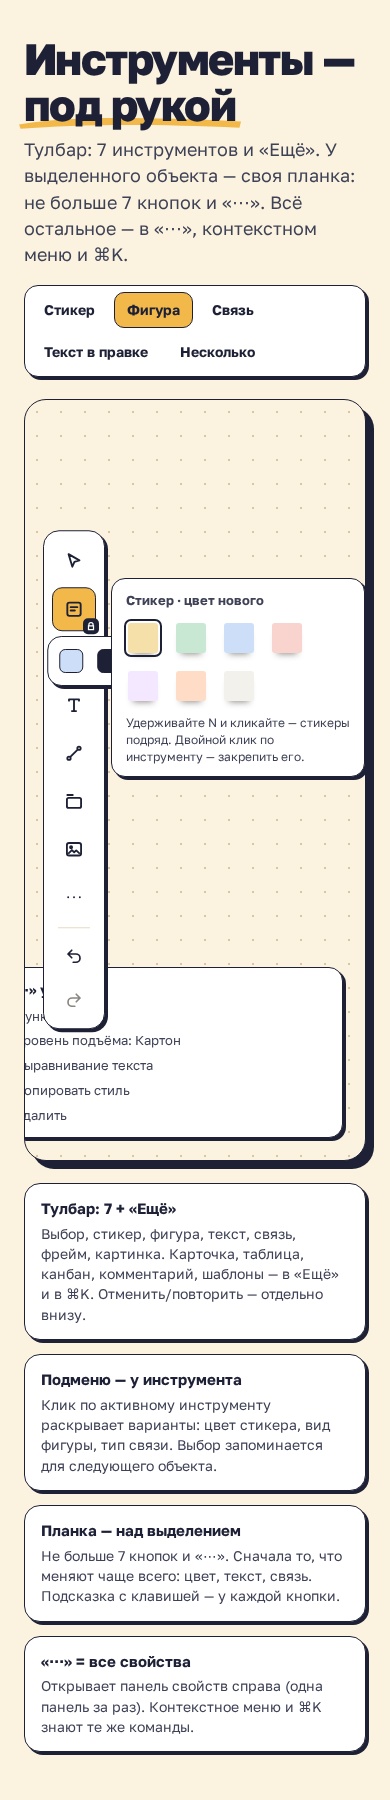 Инструменты —
под рукой
Тулбар: 7 инструментов и «Ещё». У
выделенного объекта — своя планка:
не больше 7 кнопок и «⋯». Всё
остальное — в «⋯», контекстном
меню и ⌘K.
Стикер Фигура Связь
Текст в правке Несколько
Стикер · цвет нового
Удерживайте N и кликайте — стикеры
подряд. Двойной клик по
инструменту — закрепить его.
ровень подъёма: Картон
ыравнивание текста
опировать стиль
далить
Тулбар: 7 + «Ещё»
Выбор, стикер, фигура, текст, связь,
фрейм, картинка. Карточка, таблица,
канбан, комментарий, шаблоны — в «Ещё»
и в ⌘K. Отменить/повторить — отдельно
внизу.
Подменю — у инструмента
Клик по активному инструменту
раскрывает варианты: цвет стикера, вид
фигуры, тип связи. Выбор запоминается
для следующего объекта.
Планка — над выделением
Не больше 7 кнопок и «⋯». Сначала то, что
меняют чаще всего: цвет, текст, связь.
Подсказка с клавишей — у каждой кнопки.
«⋯» = все свойства
Открывает панель свойств справа (одна
панель за раз). Контекстное меню и ⌘K
знают те же команды.